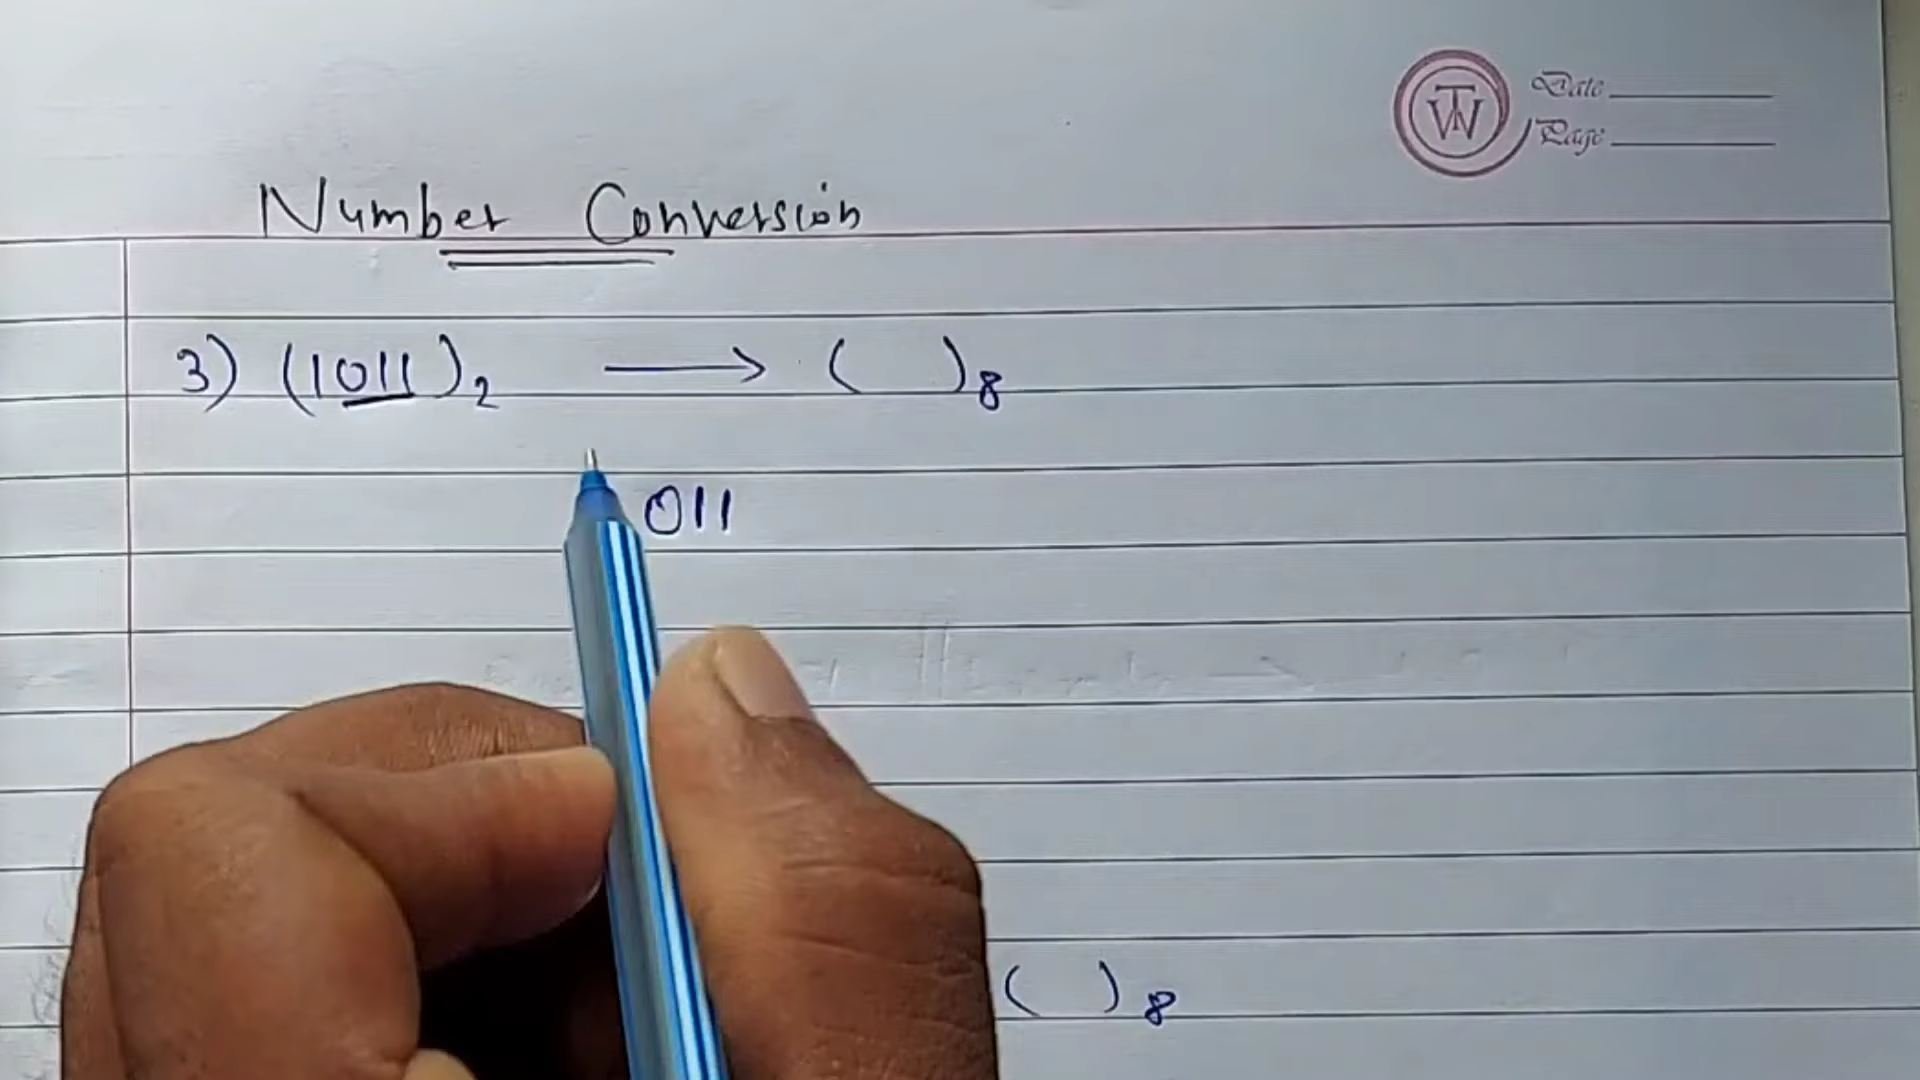 Date
Page
Number Conversion
3) (1011)₂ → ( )₈
011
( )₈